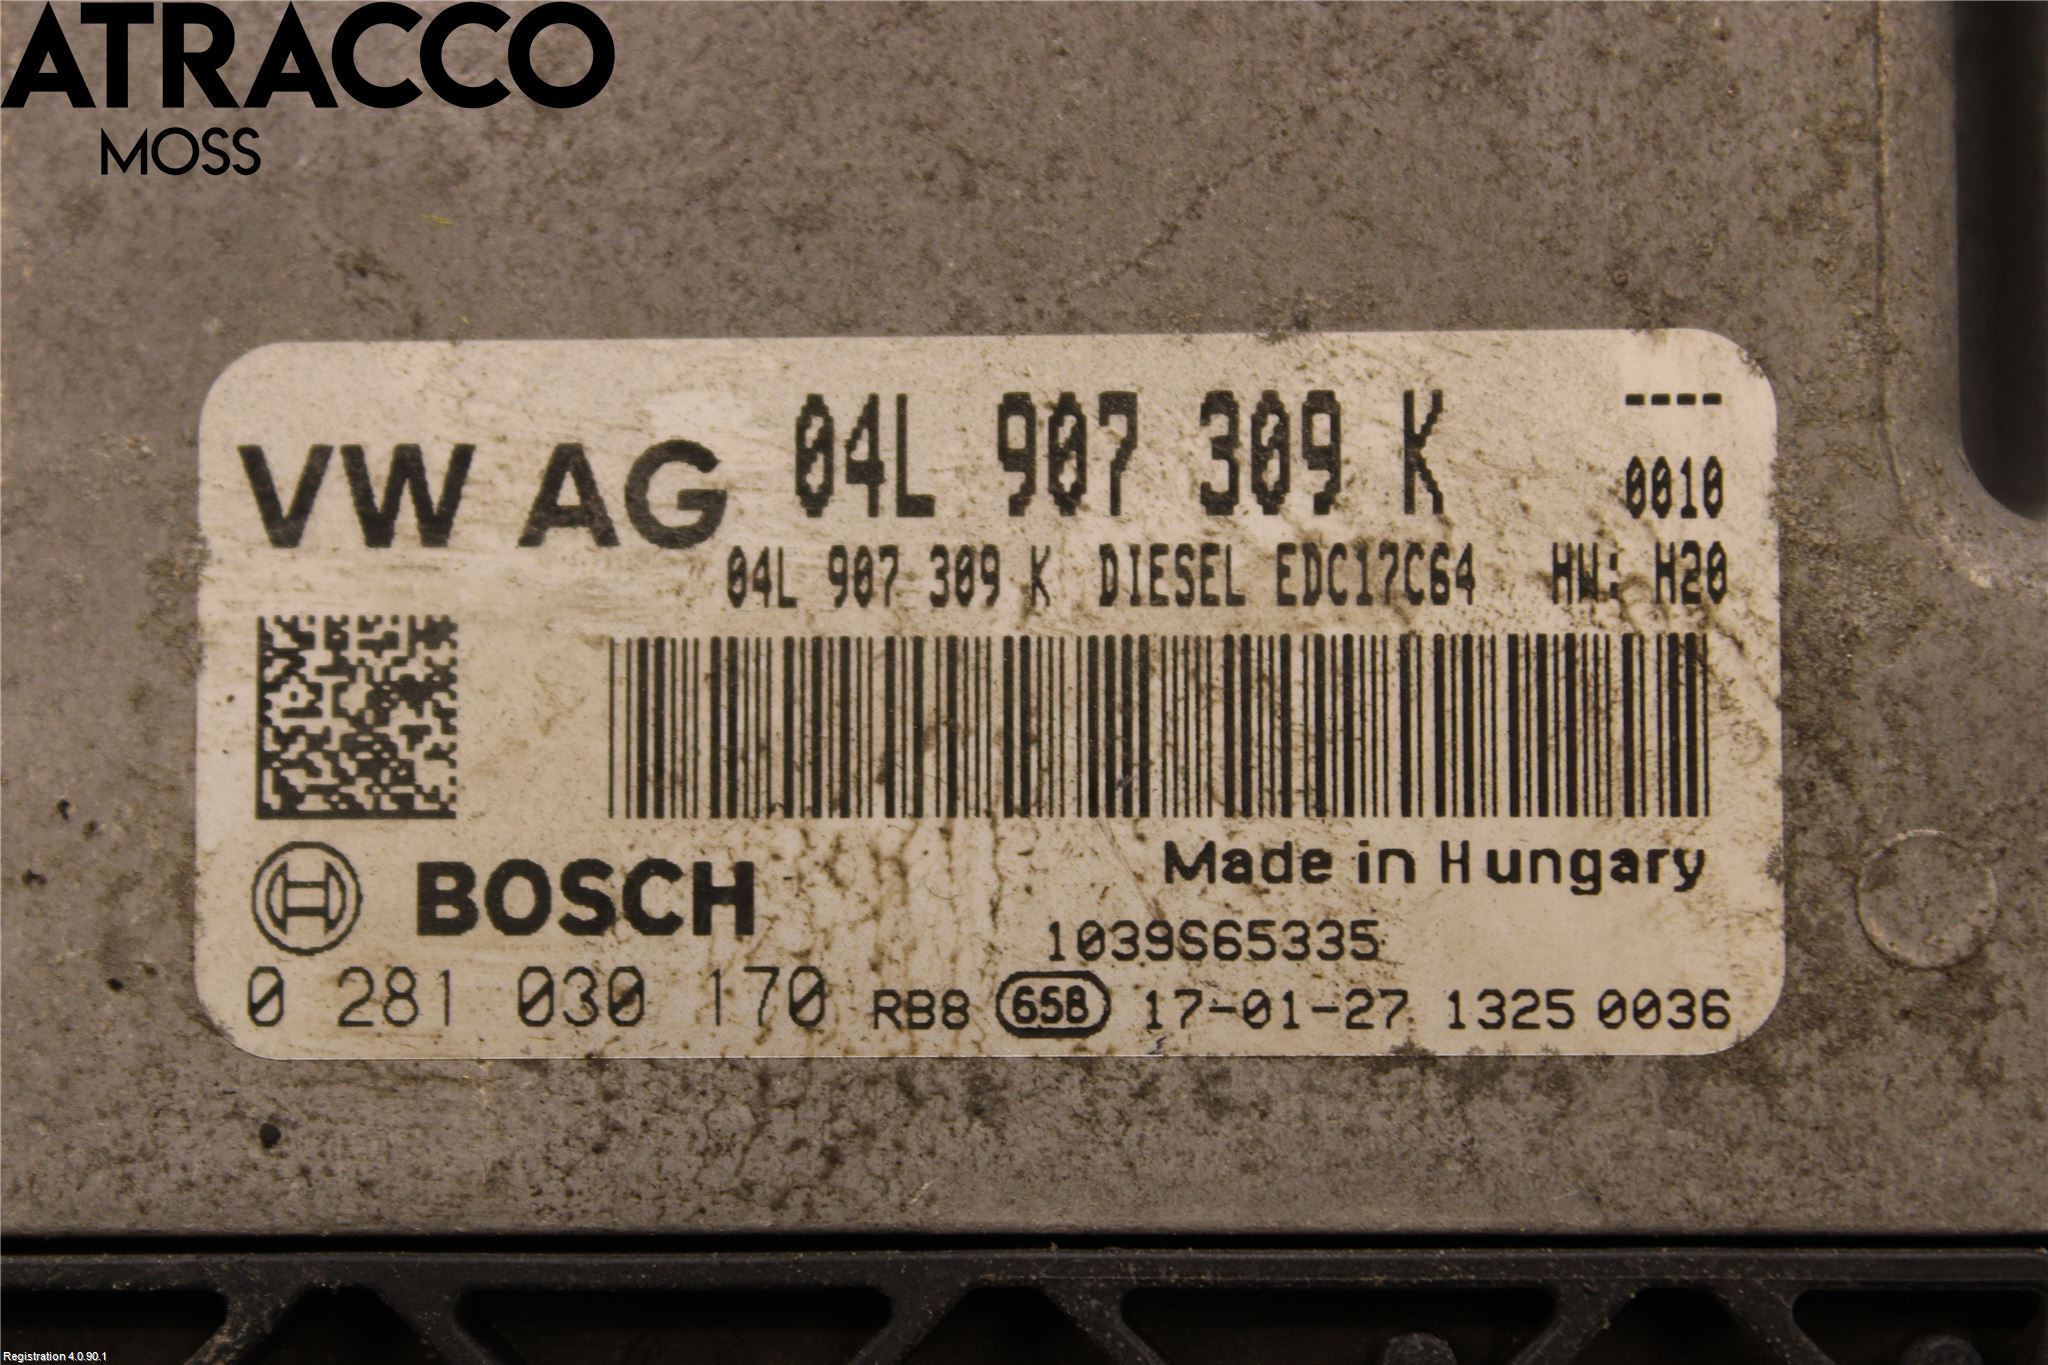 ATRACCO
MOSS
VW AG 04L 907 309 K ----
0010
04L 907 309 K DIESEL EDC17C64 HW: H20
BOSCH
Made in Hungary
1039S65335
0 281 030 170 RB8 658 17-01-27 1325 0036
Registration 4.0.90.1